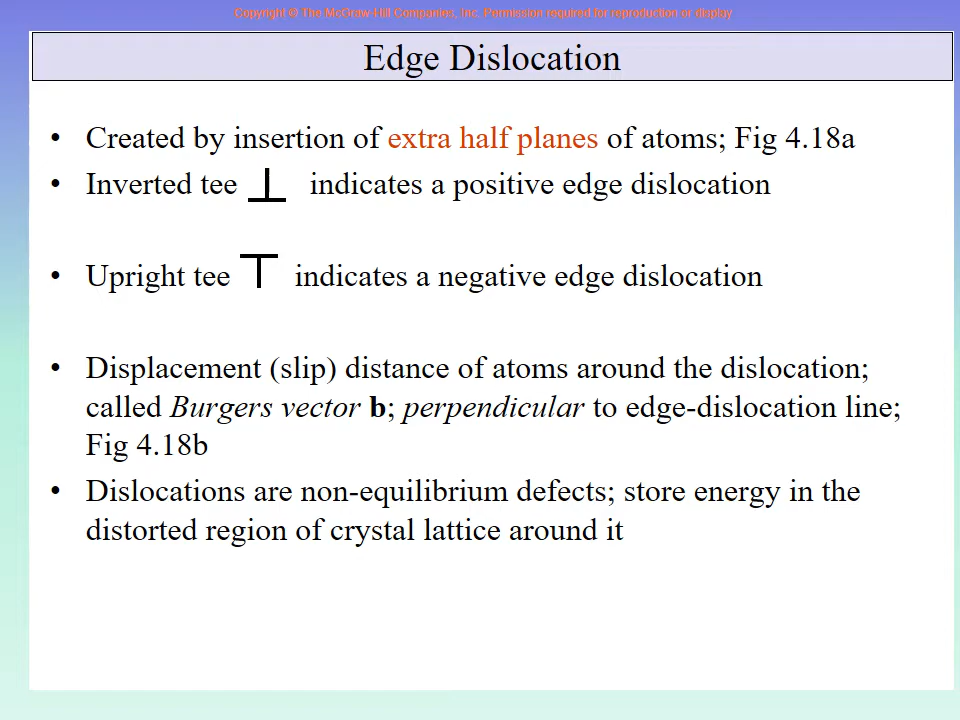 Copyright © The McGraw-Hill Companies, Inc. Permission required for reproduction or display
Edge Dislocation
• Created by insertion of extra half planes of atoms; Fig 4.18a
• Inverted tee ⊥ indicates a positive edge dislocation
• Upright tee ⊤ indicates a negative edge dislocation
• Displacement (slip) distance of atoms around the dislocation;
called Burgers vector b; perpendicular to edge-dislocation line;
Fig 4.18b
• Dislocations are non-equilibrium defects; store energy in the
distorted region of crystal lattice around it